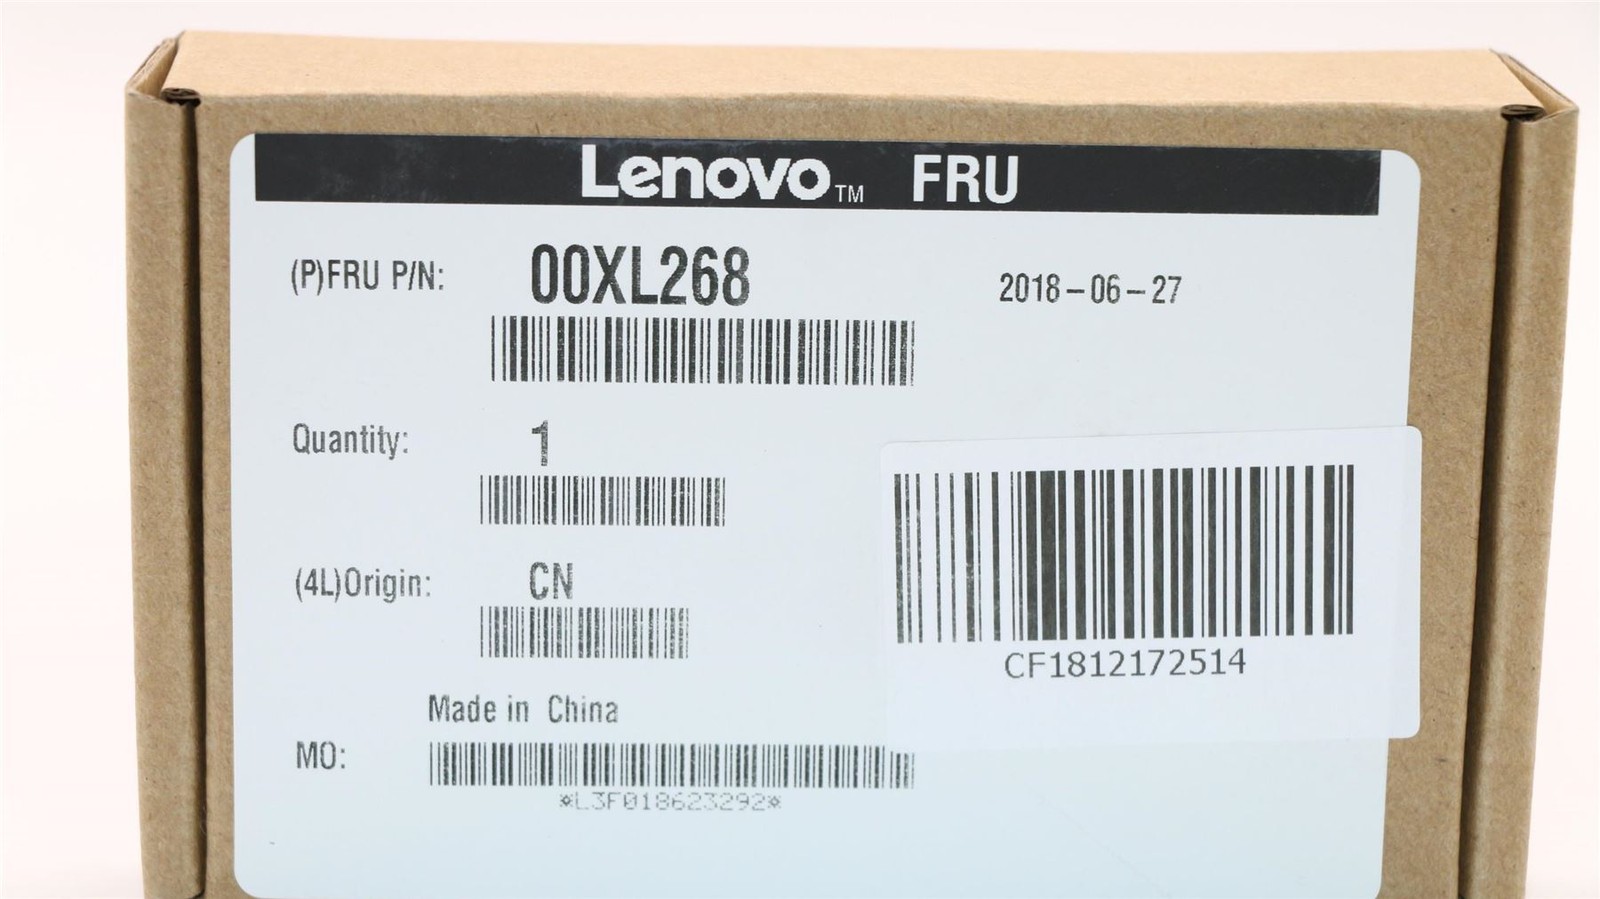 Lenovo™ FRU
(P)FRU P/N: 00XL268 2018-06-27
Quantity: 1
(4L)Origin: CN
CF1812172514
Made in China
MO:
*L3F018623292*